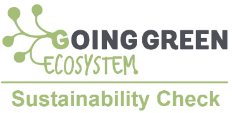 GOING GREEN
ECOSYSTEM
Sustainability Check